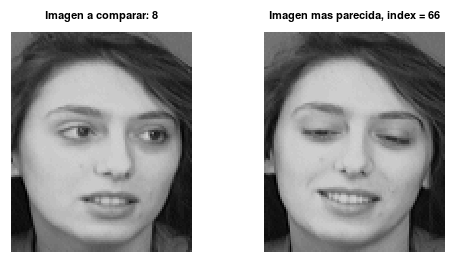 Imagen a comparar: 8
Imagen mas parecida, index = 66